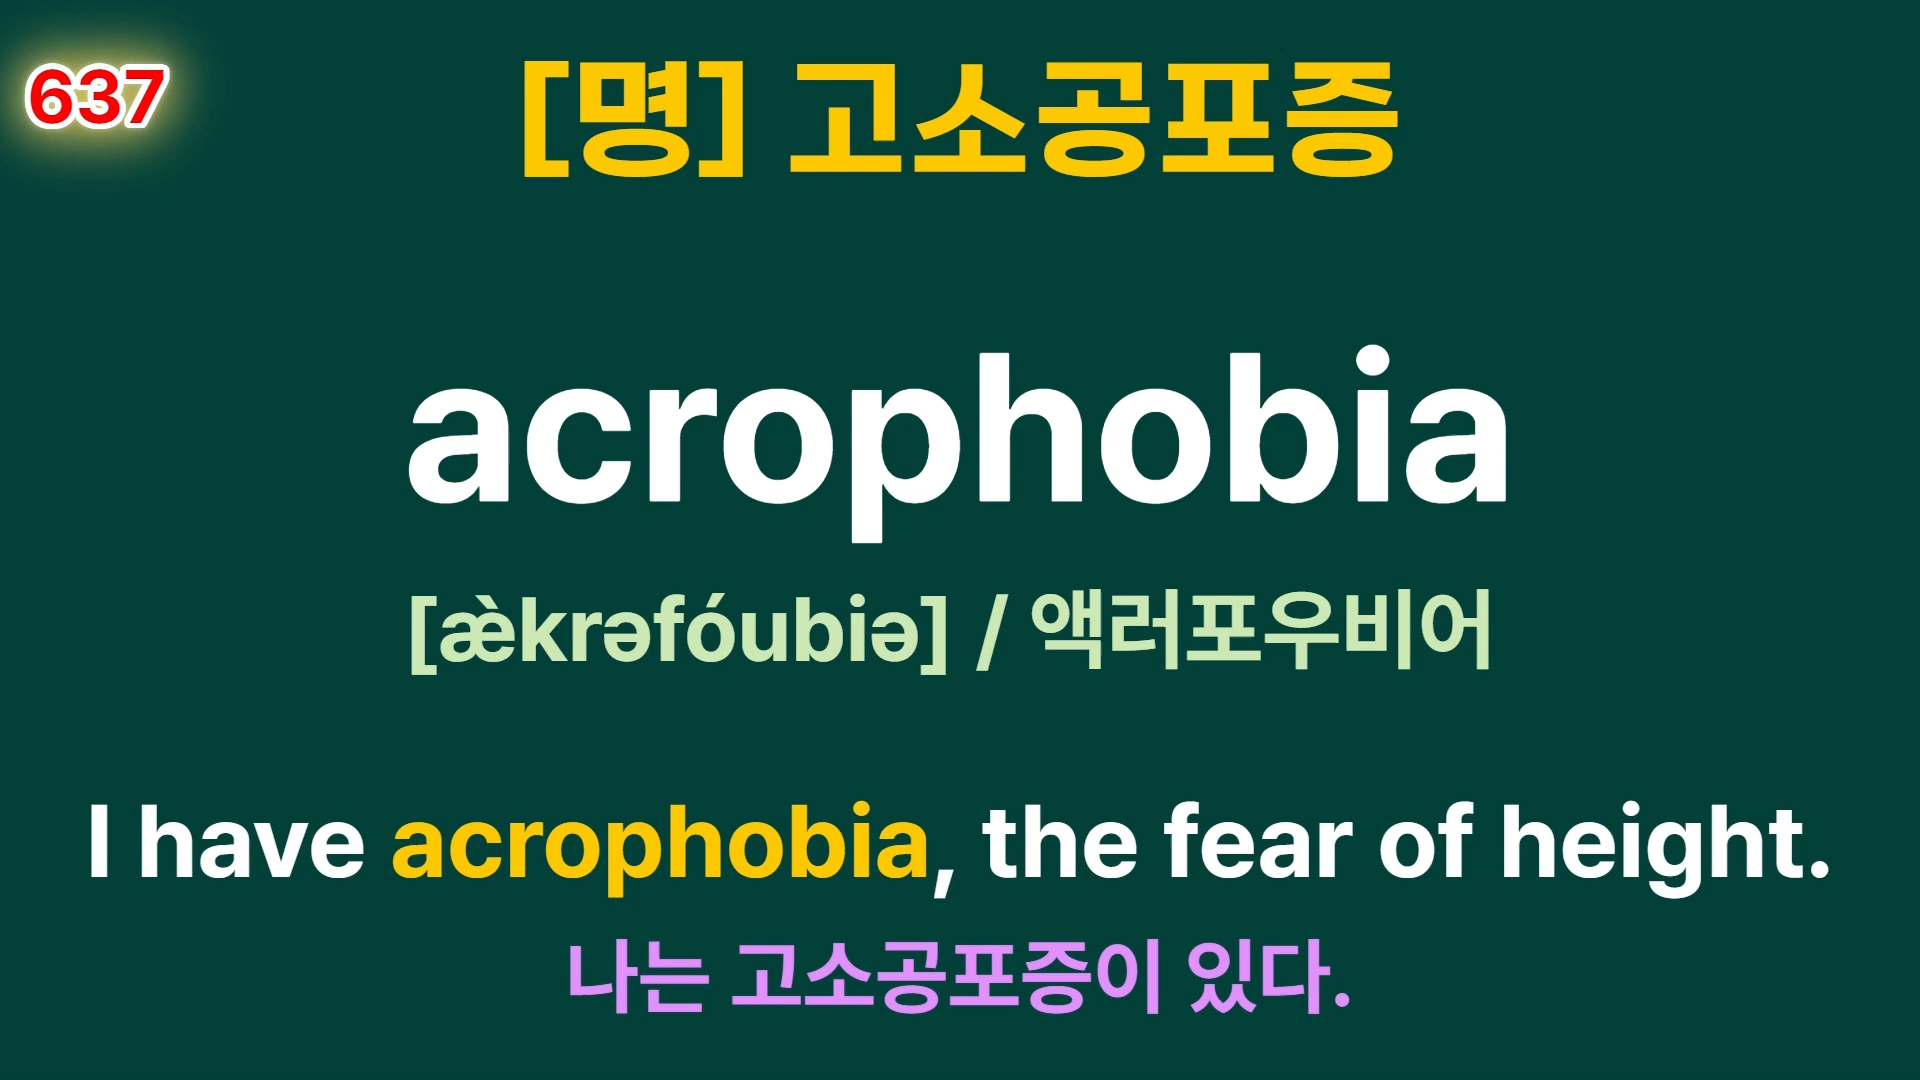 637
[명] 고소공포증
acrophobia
[æ̀krəfóubiə] / 액러포우비어
I have acrophobia, the fear of height.
나는 고소공포증이 있다.